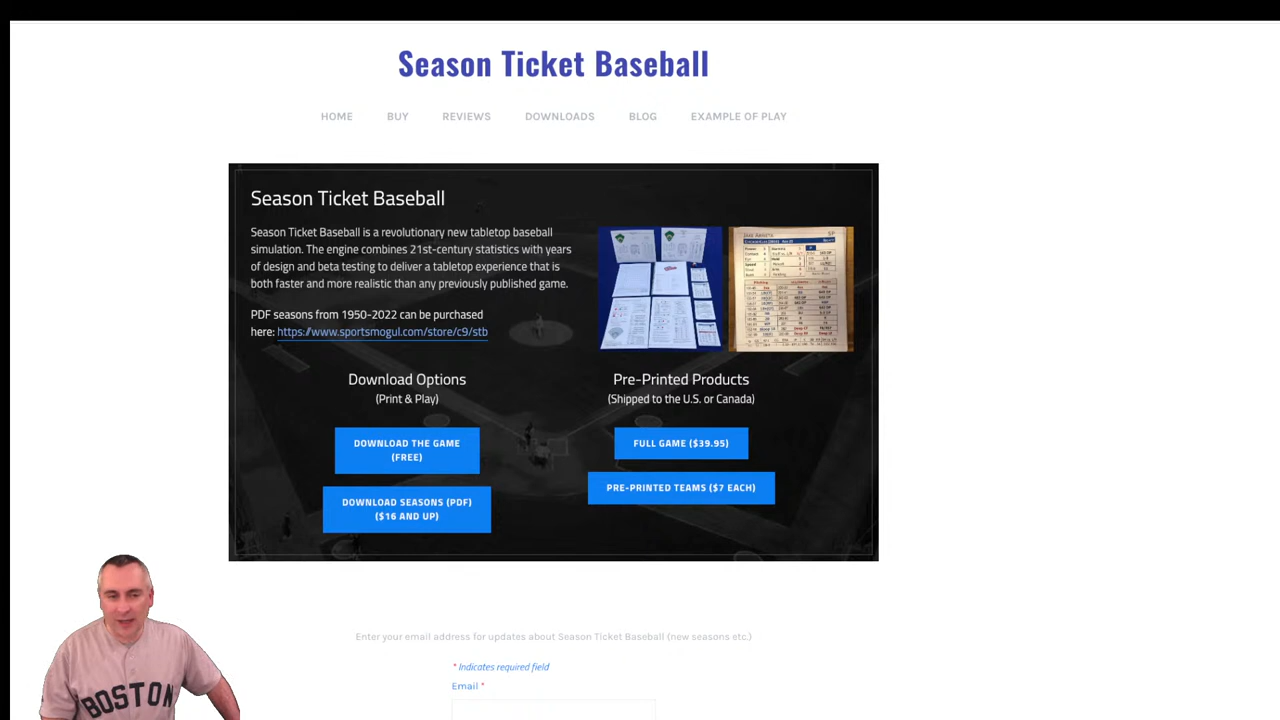 Season Ticket Baseball
HOME BUY REVIEWS DOWNLOADS BLOG EXAMPLE OF PLAY
Season Ticket Baseball
Season Ticket Baseball is a revolutionary new tabletop baseball
simulation. The engine combines 21st-century statistics with years
of design and beta testing to deliver a tabletop experience that is
both faster and more realistic than any previously published game.
PDF seasons from 1950-2022 can be purchased
here: https://www.sportsmogul.com/store/c9/stb
Download Options
(Print & Play)
DOWNLOAD THE GAME
(FREE)
DOWNLOAD SEASONS (PDF)
($16 AND UP)
Pre-Printed Products
(Shipped to the U.S. or Canada)
FULL GAME ($39.95)
PRE-PRINTED TEAMS ($7 EACH)
Enter your email address for updates about Season Ticket Baseball (new seasons etc.)
* Indicates required field
Email *
BOSTON